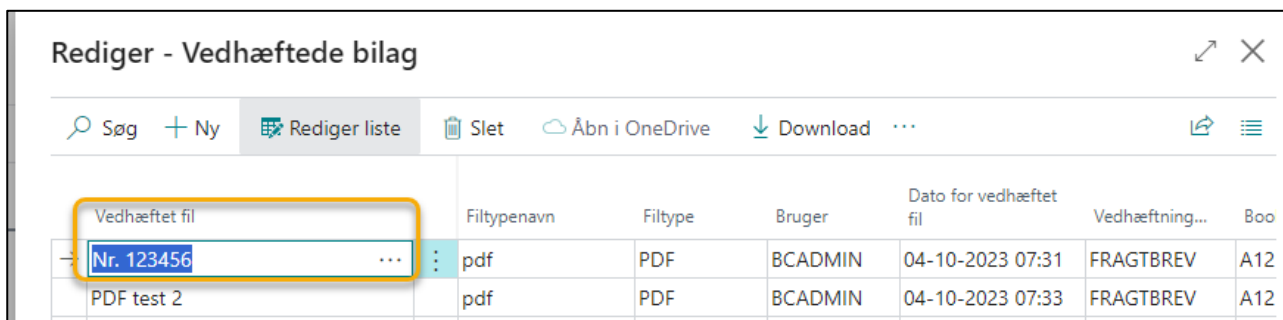 Rediger - Vedhæftede bilag
Søg Ny Rediger liste Slet Åbn i OneDrive Download ...
Vedhæftet fil Filtypenavn Filtype Bruger Dato for vedhæftet fil Vedhæftning... Boo
Nr. 123456 ... pdf PDF BCADMIN 04-10-2023 07:31 FRAGTBREV A12
PDF test 2 pdf PDF BCADMIN 04-10-2023 07:33 FRAGTBREV A12